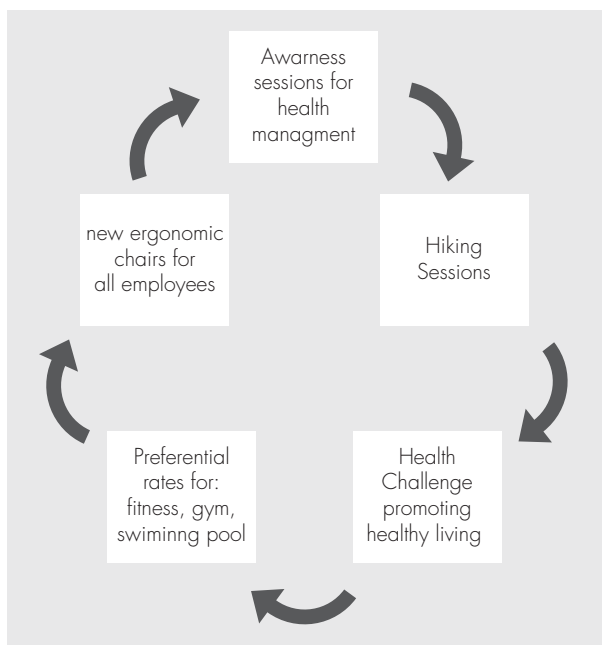 Awarness
sessions for
health
managment
Hiking
Sessions
Health
Challenge
promoting
healthy living
Preferential
rates for:
fitness, gym,
swiminng pool
new ergonomic
chairs for
all employees